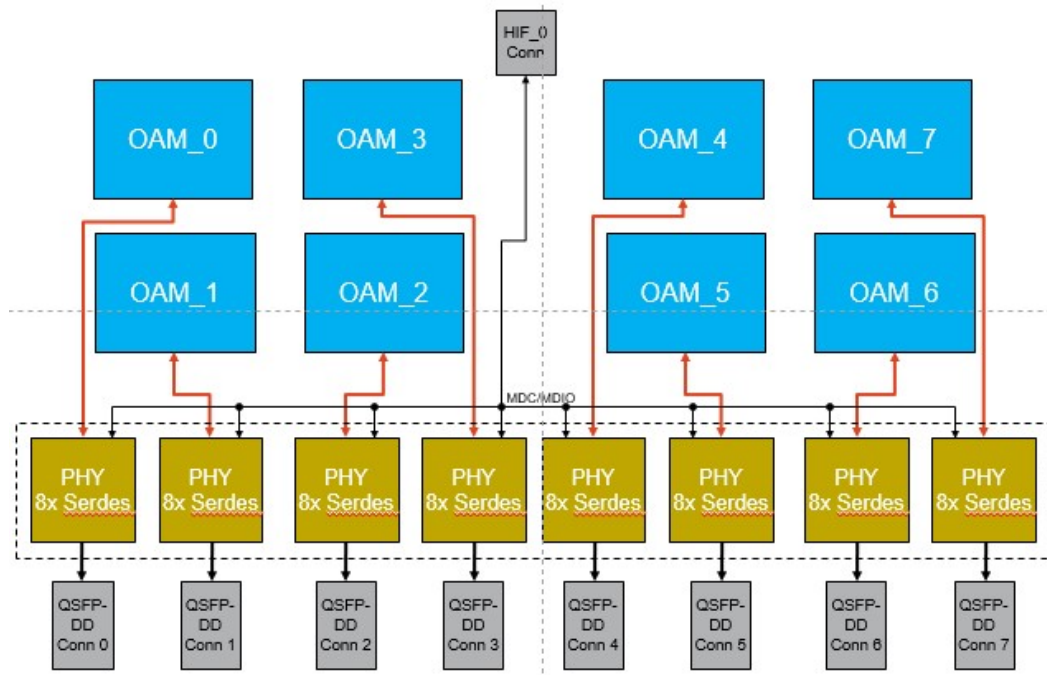 HIF_0
Conn
OAM_0
OAM_3
OAM_4
OAM_7
OAM_1
OAM_2
OAM_5
OAM_6
MDC/MDIO
PHY
8x Serdes
PHY
8x Serdes
PHY
8x Serdes
PHY
8x Serdes
PHY
8x Serdes
PHY
8x Serdes
PHY
8x Serdes
PHY
8x Serdes
QSFP-
DD
Conn 0
QSFP-
DD
Conn 1
QSFP-
DD
Conn 2
QSFP-
DD
Conn 3
QSFP-
DD
Conn 4
QSFP-
DD
Conn 5
QSFP-
DD
Conn 6
QSFP-
DD
Conn 7